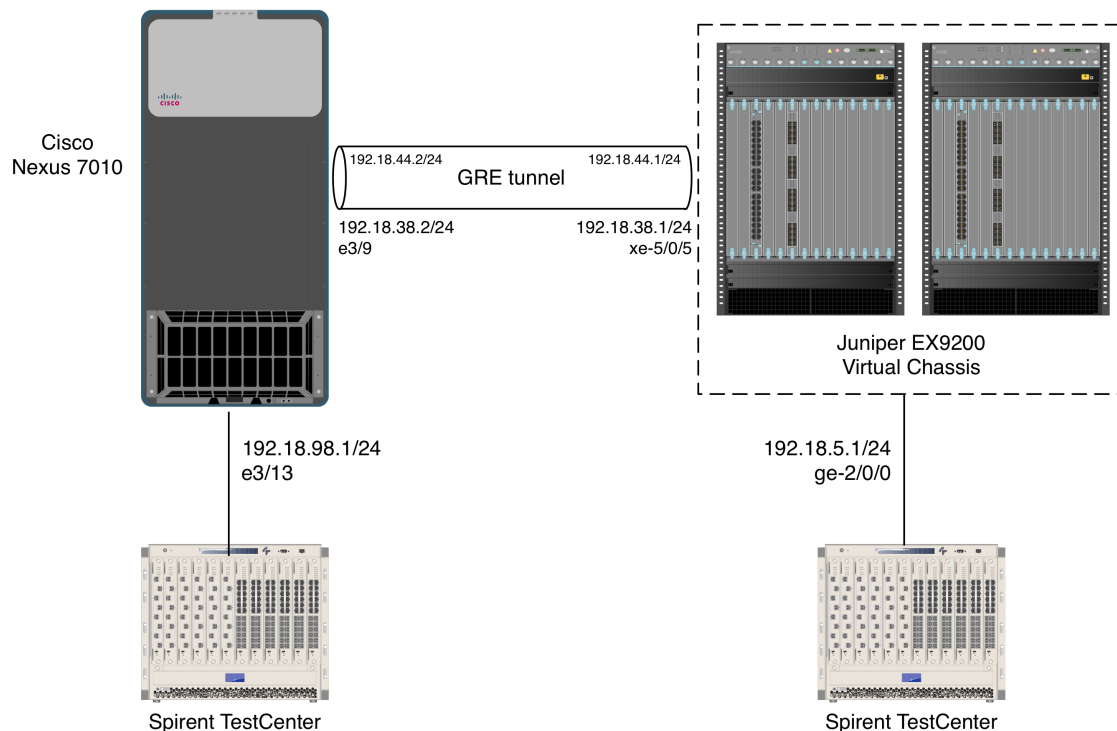 CISCO
Cisco
Nexus 7010
192.18.44.2/24
192.18.44.1/24
GRE tunnel
192.18.38.2/24
e3/9
192.18.38.1/24
xe-5/0/5
Juniper EX9200
Virtual Chassis
192.18.98.1/24
e3/13
192.18.5.1/24
ge-2/0/0
Spirent TestCenter
Spirent TestCenter